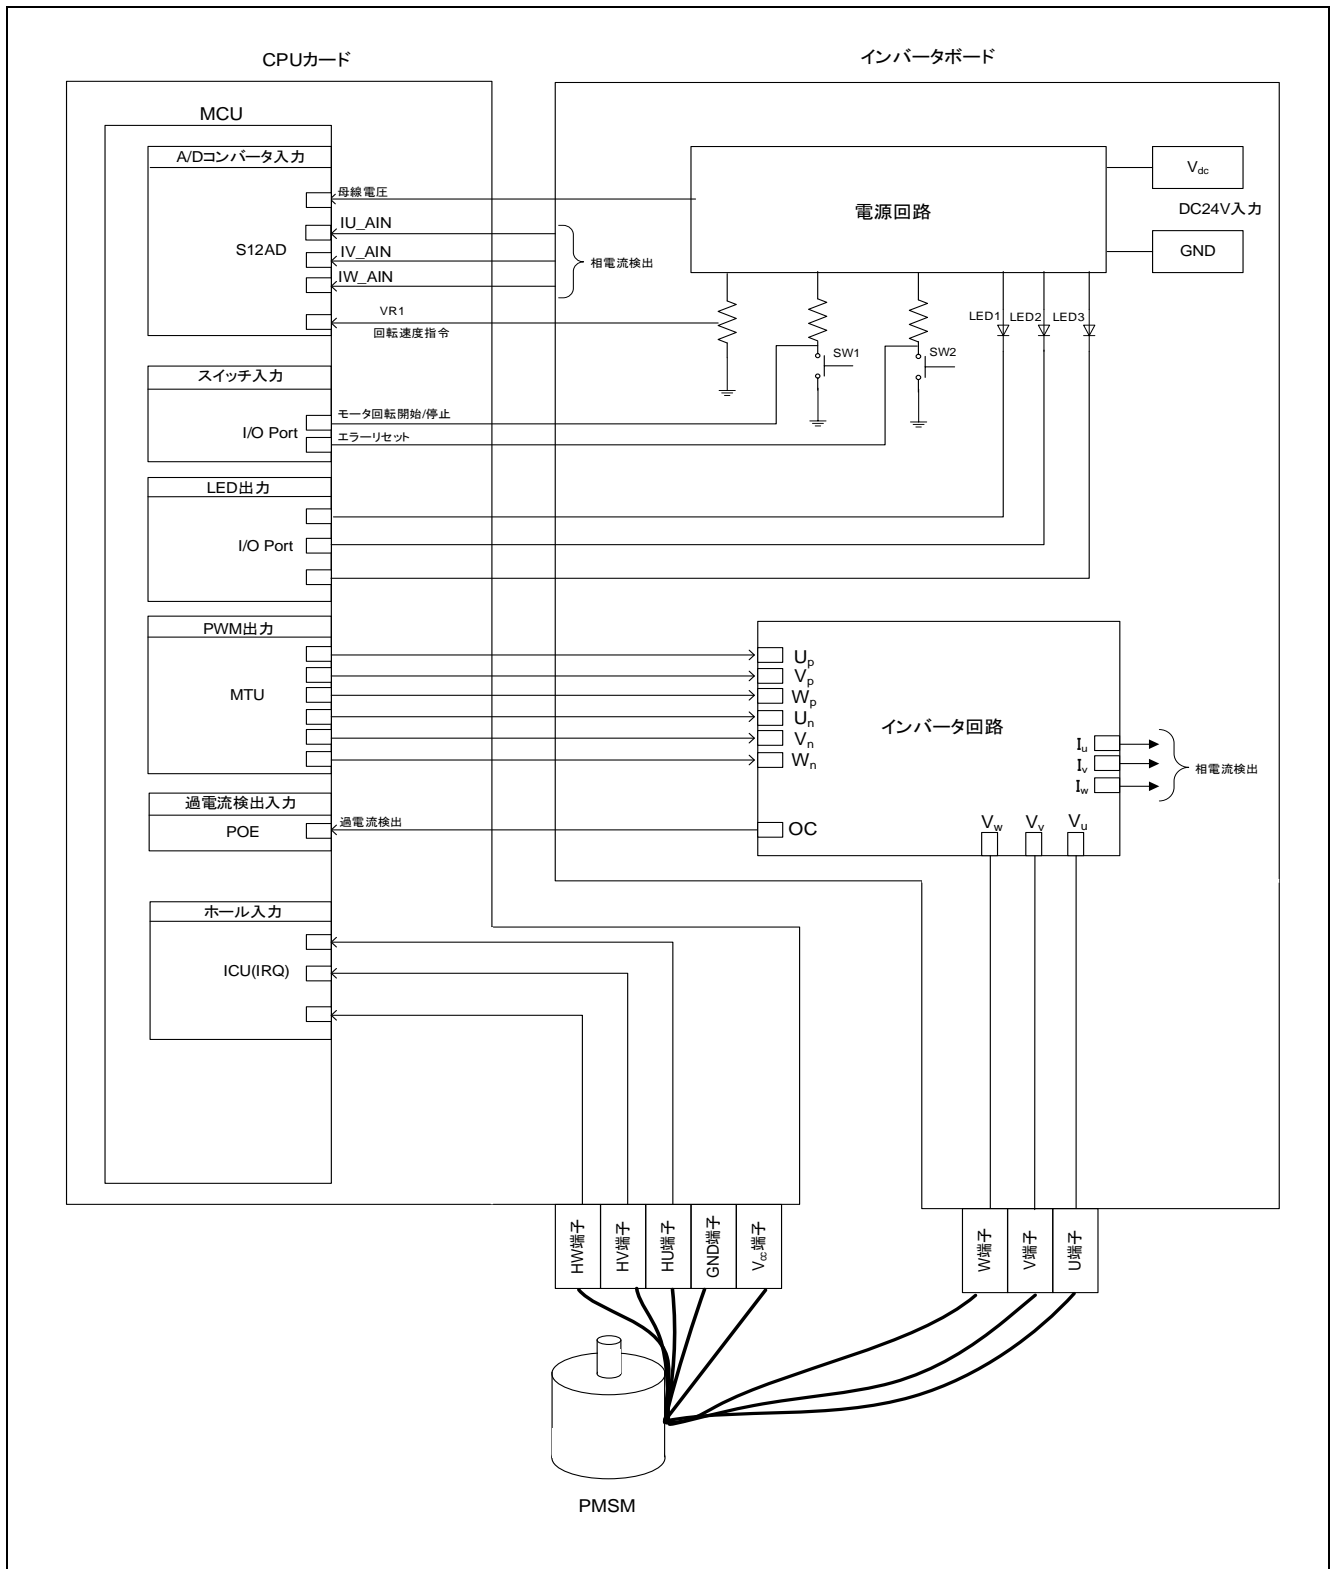 CPUカード
インバータボード
MCU
A/Dコンバータ入力
S12AD
母線電圧
IU_AIN
IV_AIN
IW_AIN
相電流検出
VR1
回転速度指令
電源回路
Vdc
DC24V入力
GND
LED1
LED2
LED3
SW1
SW2
スイッチ入力
I/O Port
モータ回転開始/停止
エラーリセット
LED出力
I/O Port
PWM出力
MTU
Up
Vp
Wp
Un
Vn
Wn
インバータ回路
Iu
Iv
Iw
相電流検出
過電流検出入力
POE
過電流検出
OC
Vw
Vv
Vu
ホール入力
ICU(IRQ)
HW端子
HV端子
HU端子
GND端子
Vcc端子
W端子
V端子
U端子
PMSM